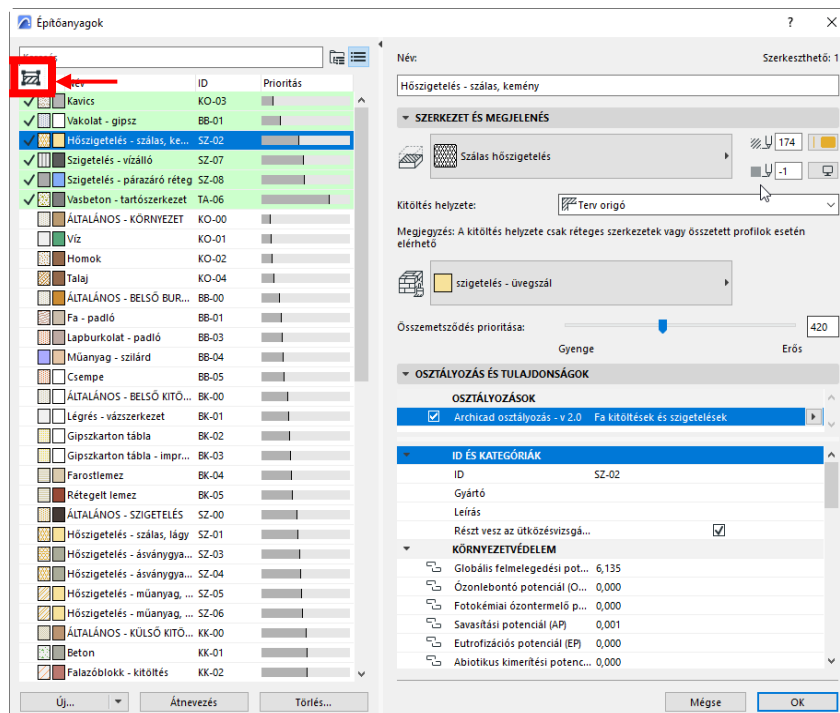 Építőanyagok
? ×
Név ID Prioritás
Kavics KO-03
Vakolat - gipsz BB-01
Hőszigetelés - szálas, ke... SZ-02
Szigetelés - vízálló SZ-07
Szigetelés - párazáró réteg SZ-08
Vasbeton - tartószerkezet TA-06
ÁLTALÁNOS - KÖRNYEZET KO-00
Víz KO-01
Homok KO-02
Talaj KO-04
ÁLTALÁNOS - BELSŐ BUR... BB-00
Fa - padló BB-01
Lapburkolat - padló BB-03
Műanyag - szilárd BB-04
Csempe BB-05
ÁLTALÁNOS - BELSŐ KITÖ... BK-00
Légrés - vázszerkezet BK-01
Gipszkarton tábla BK-02
Gipszkarton tábla - impr... BK-03
Farostlemez BK-04
Rétegelt lemez BK-05
ÁLTALÁNOS - SZIGETELÉS SZ-00
Hőszigetelés - szálas, lágy SZ-01
Hőszigetelés - ásványgya... SZ-03
Hőszigetelés - ásványgya... SZ-04
Hőszigetelés - műanyag, ... SZ-05
Hőszigetelés - műanyag, ... SZ-06
ÁLTALÁNOS - KÜLSŐ KITÖ... KK-00
Beton KK-01
Falazóblokk - kitöltés KK-02
Új... Átnevezés Törlés...
Név: Szerkeszthető: 1
Hőszigetelés - szálas, kemény
SZERKEZET ÉS MEGJELENÉS
Szálas hőszigetelés
174
-1
Kitöltés helyzete: Terv origó
Megjegyzés: A kitöltés helyzete csak réteges szerkezetek vagy összetett profilok esetén
elérhető
szigetelés - üvegszál
Összemetsződés prioritása: 420
Gyenge Erős
OSZTÁLYOZÁS ÉS TULAJDONSÁGOK
OSZTÁLYOZÁSOK
Archicad osztályozás - v 2.0 Fa kitöltések és szigetelések
ID ÉS KATEGÓRIÁK
ID SZ-02
Gyártó
Leírás
Részt vesz az ütközésvizsgá...
KÖRNYEZETVÉDELEM
Globális felmelegedési pot... 6,135
Ózonlebontó potenciál (O... 0,000
Fotokémiai ózontermelő p... 0,000
Savasítási potenciál (AP) 0,001
Eutrofizációs potenciál (EP) 0,000
Abiotikus kimerítési potenc... 0,000
Mégse OK